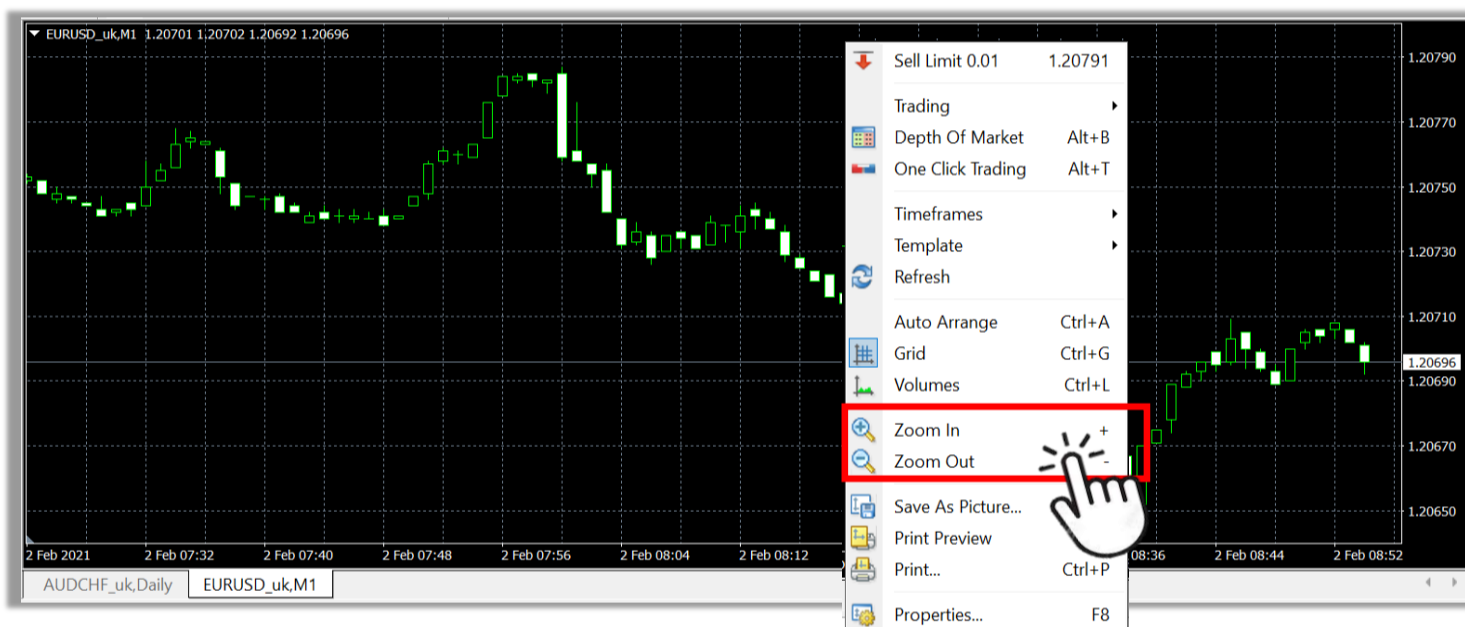 EURUSD_uk,M1 1.20701 1.20702 1.20692 1.20696
Sell Limit 0.01 1.20791
Trading
Depth Of Market Alt+B
One Click Trading Alt+T
Timeframes
Template
Refresh
Auto Arrange Ctrl+A
Grid Ctrl+G
Volumes Ctrl+L
Zoom In +
Zoom Out -
Save As Picture...
Print Preview
Print... Ctrl+P
Properties... F8
1.20790
1.20770
1.20750
1.20730
1.20710
1.20696
1.20690
1.20670
1.20650
2 Feb 2021 2 Feb 07:32 2 Feb 07:40 2 Feb 07:48 2 Feb 07:56 2 Feb 08:04 2 Feb 08:12 08:36 2 Feb 08:44 2 Feb 08:52
AUDCHF_uk,Daily EURUSD_uk,M1